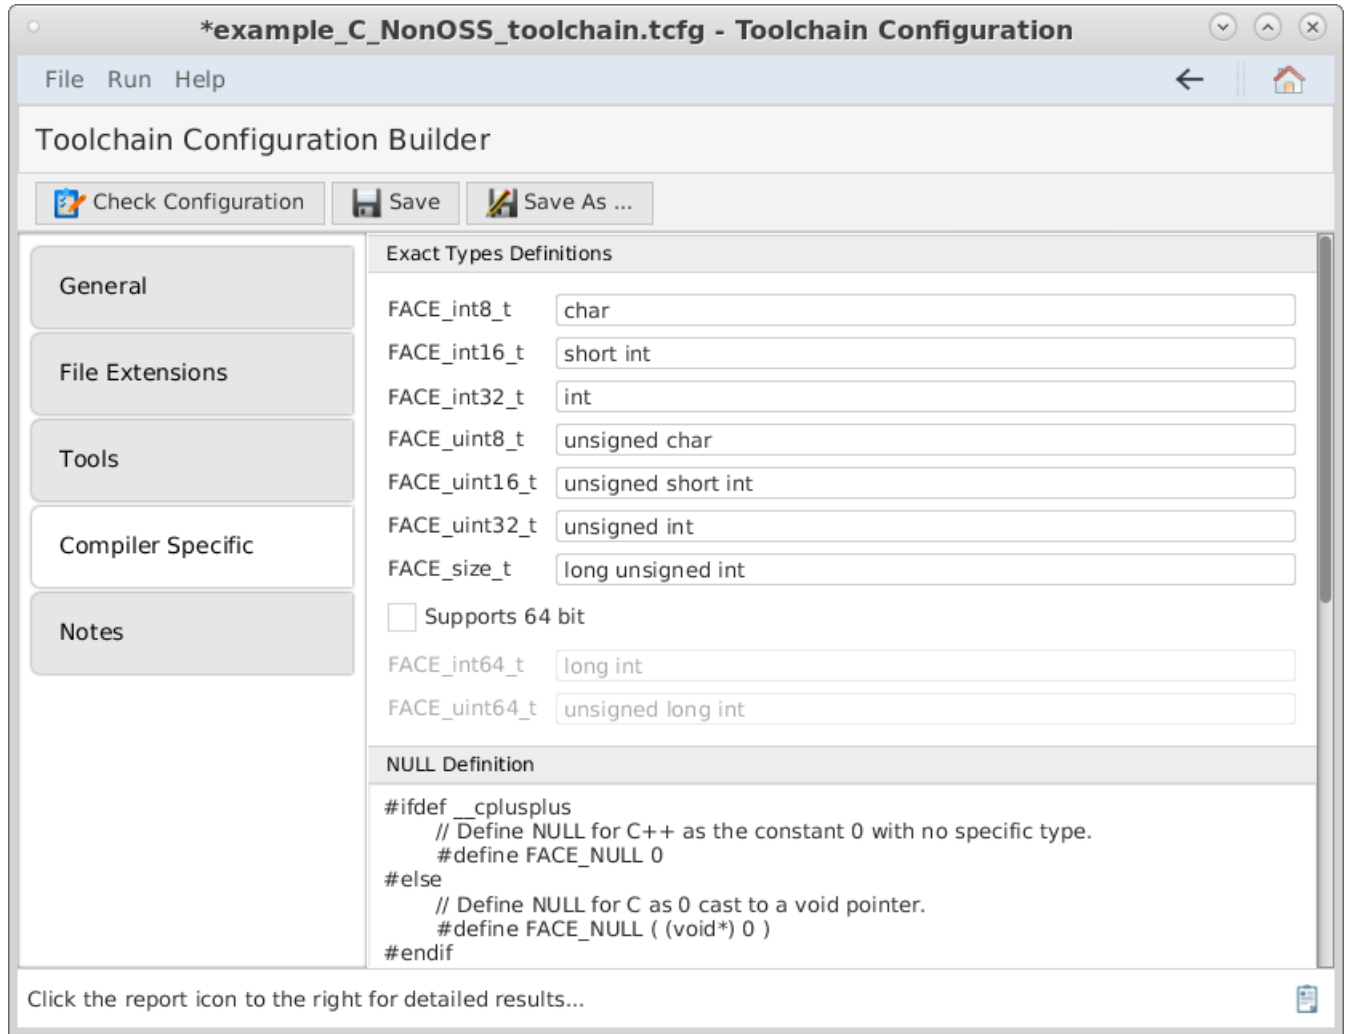 *example_C_NonOSS_toolchain.tcfg - Toolchain Configuration
File Run Help
Toolchain Configuration Builder
Check Configuration Save Save As ...
General
File Extensions
Tools
Compiler Specific
Notes
Exact Types Definitions
FACE_int8_t char
FACE_int16_t short int
FACE_int32_t int
FACE_uint8_t unsigned char
FACE_uint16_t unsigned short int
FACE_uint32_t unsigned int
FACE_size_t long unsigned int
Supports 64 bit
FACE_int64_t long int
FACE_uint64_t unsigned long int
NULL Definition
#ifdef __cplusplus
// Define NULL for C++ as the constant 0 with no specific type.
#define FACE_NULL 0
#else
// Define NULL for C as 0 cast to a void pointer.
#define FACE_NULL ( (void*) 0 )
#endif
Click the report icon to the right for detailed results...